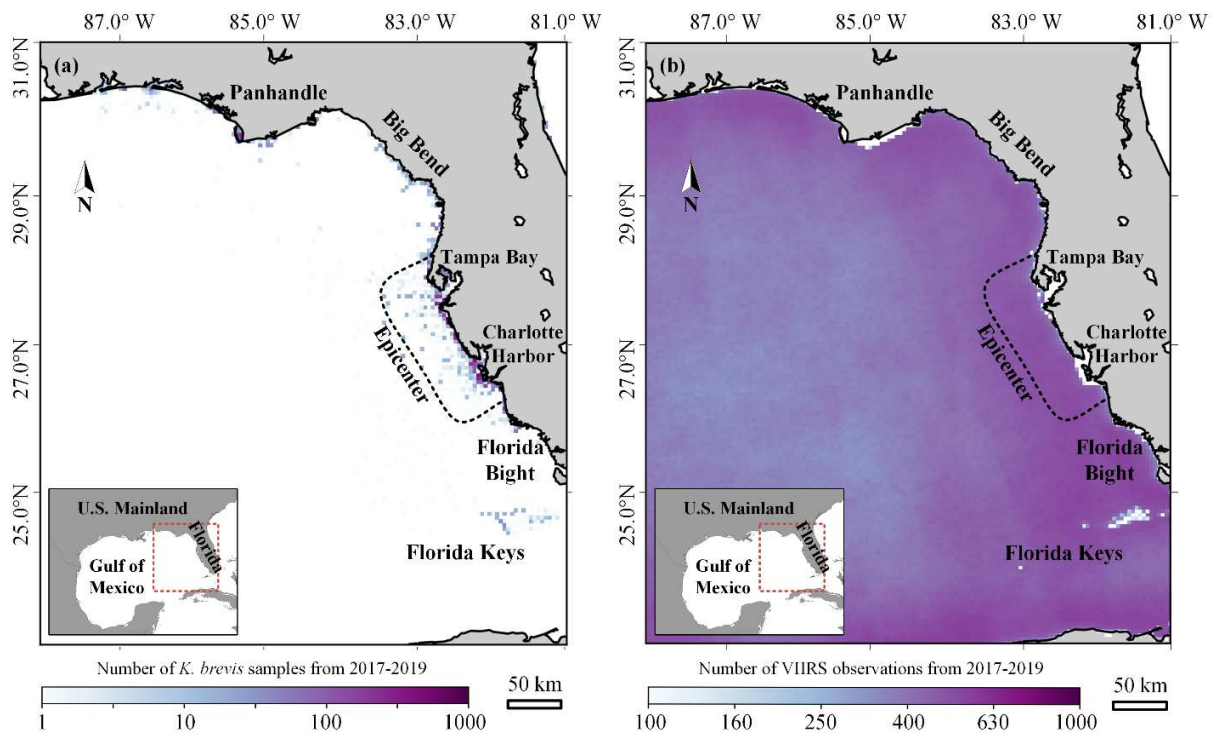 87.0° W 85.0° W 83.0° W 81.0° W
31.0°N
29.0°N
27.0°N
25.0°N
(a)
Panhandle
Big Bend
N
Tampa Bay
Epicenter
Charlotte
Harbor
Florida
Bight
Florida Keys
U.S. Mainland
Florida
Gulf of
Mexico
Number of K. brevis samples from 2017-2019
1 10 100 1000
50 km
87.0° W 85.0° W 83.0° W 81.0° W
31.0°N
29.0°N
27.0°N
25.0°N
(b)
Panhandle
Big Bend
N
Tampa Bay
Epicenter
Charlotte
Harbor
Florida
Bight
Florida Keys
U.S. Mainland
Florida
Gulf of
Mexico
Number of VIIRS observations from 2017-2019
100 160 250 400 630 1000
50 km